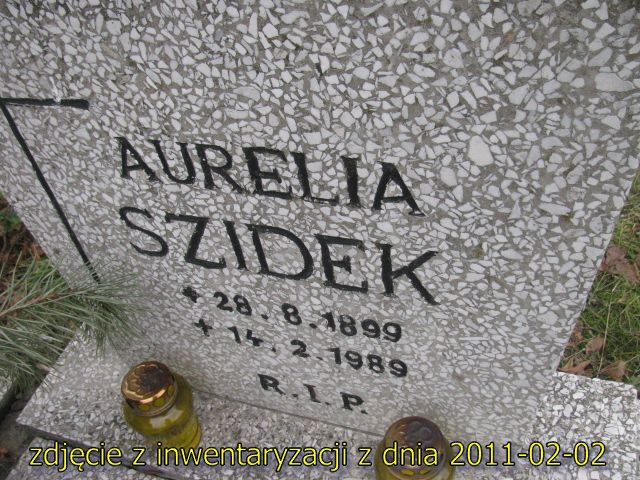 AURELIA
SZIDEK
* 28.8.1899
+ 14.2.1989
R.I.P.
zdjęcie z inwentaryzacji z dnia 2011-02-02